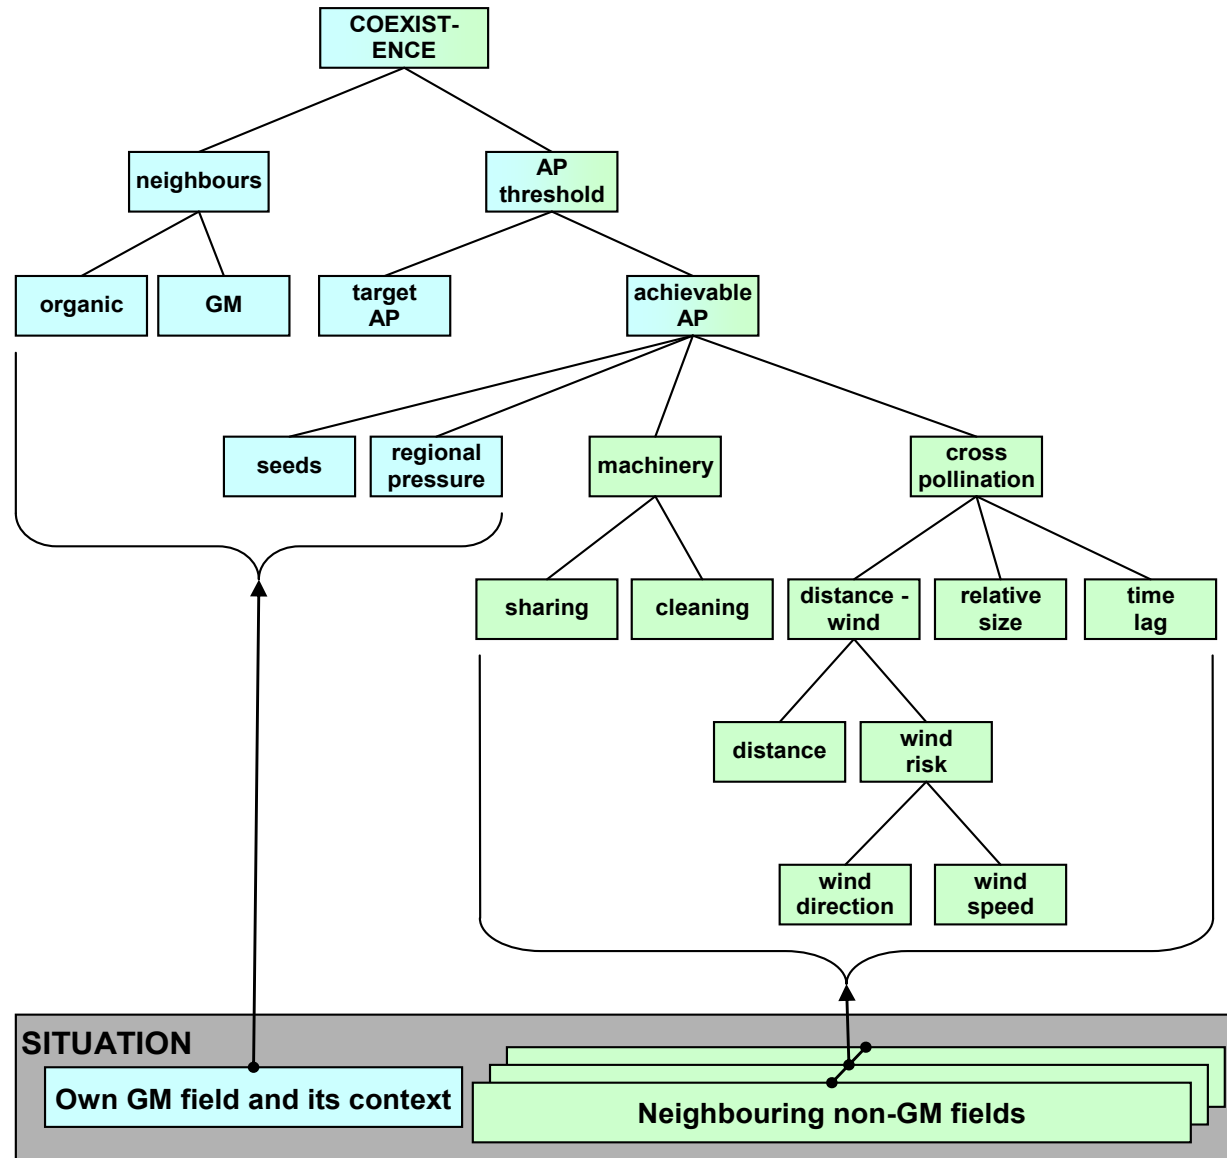 COEXIST-
ENCE
neighbours
AP
threshold
organic
GM
target
AP
achievable
AP
seeds
regional
pressure
machinery
cross
pollination
sharing
cleaning
distance -
wind
relative
size
time
lag
distance
wind
risk
wind
direction
wind
speed
SITUATION
Own GM field and its context
Neighbouring non-GM fields